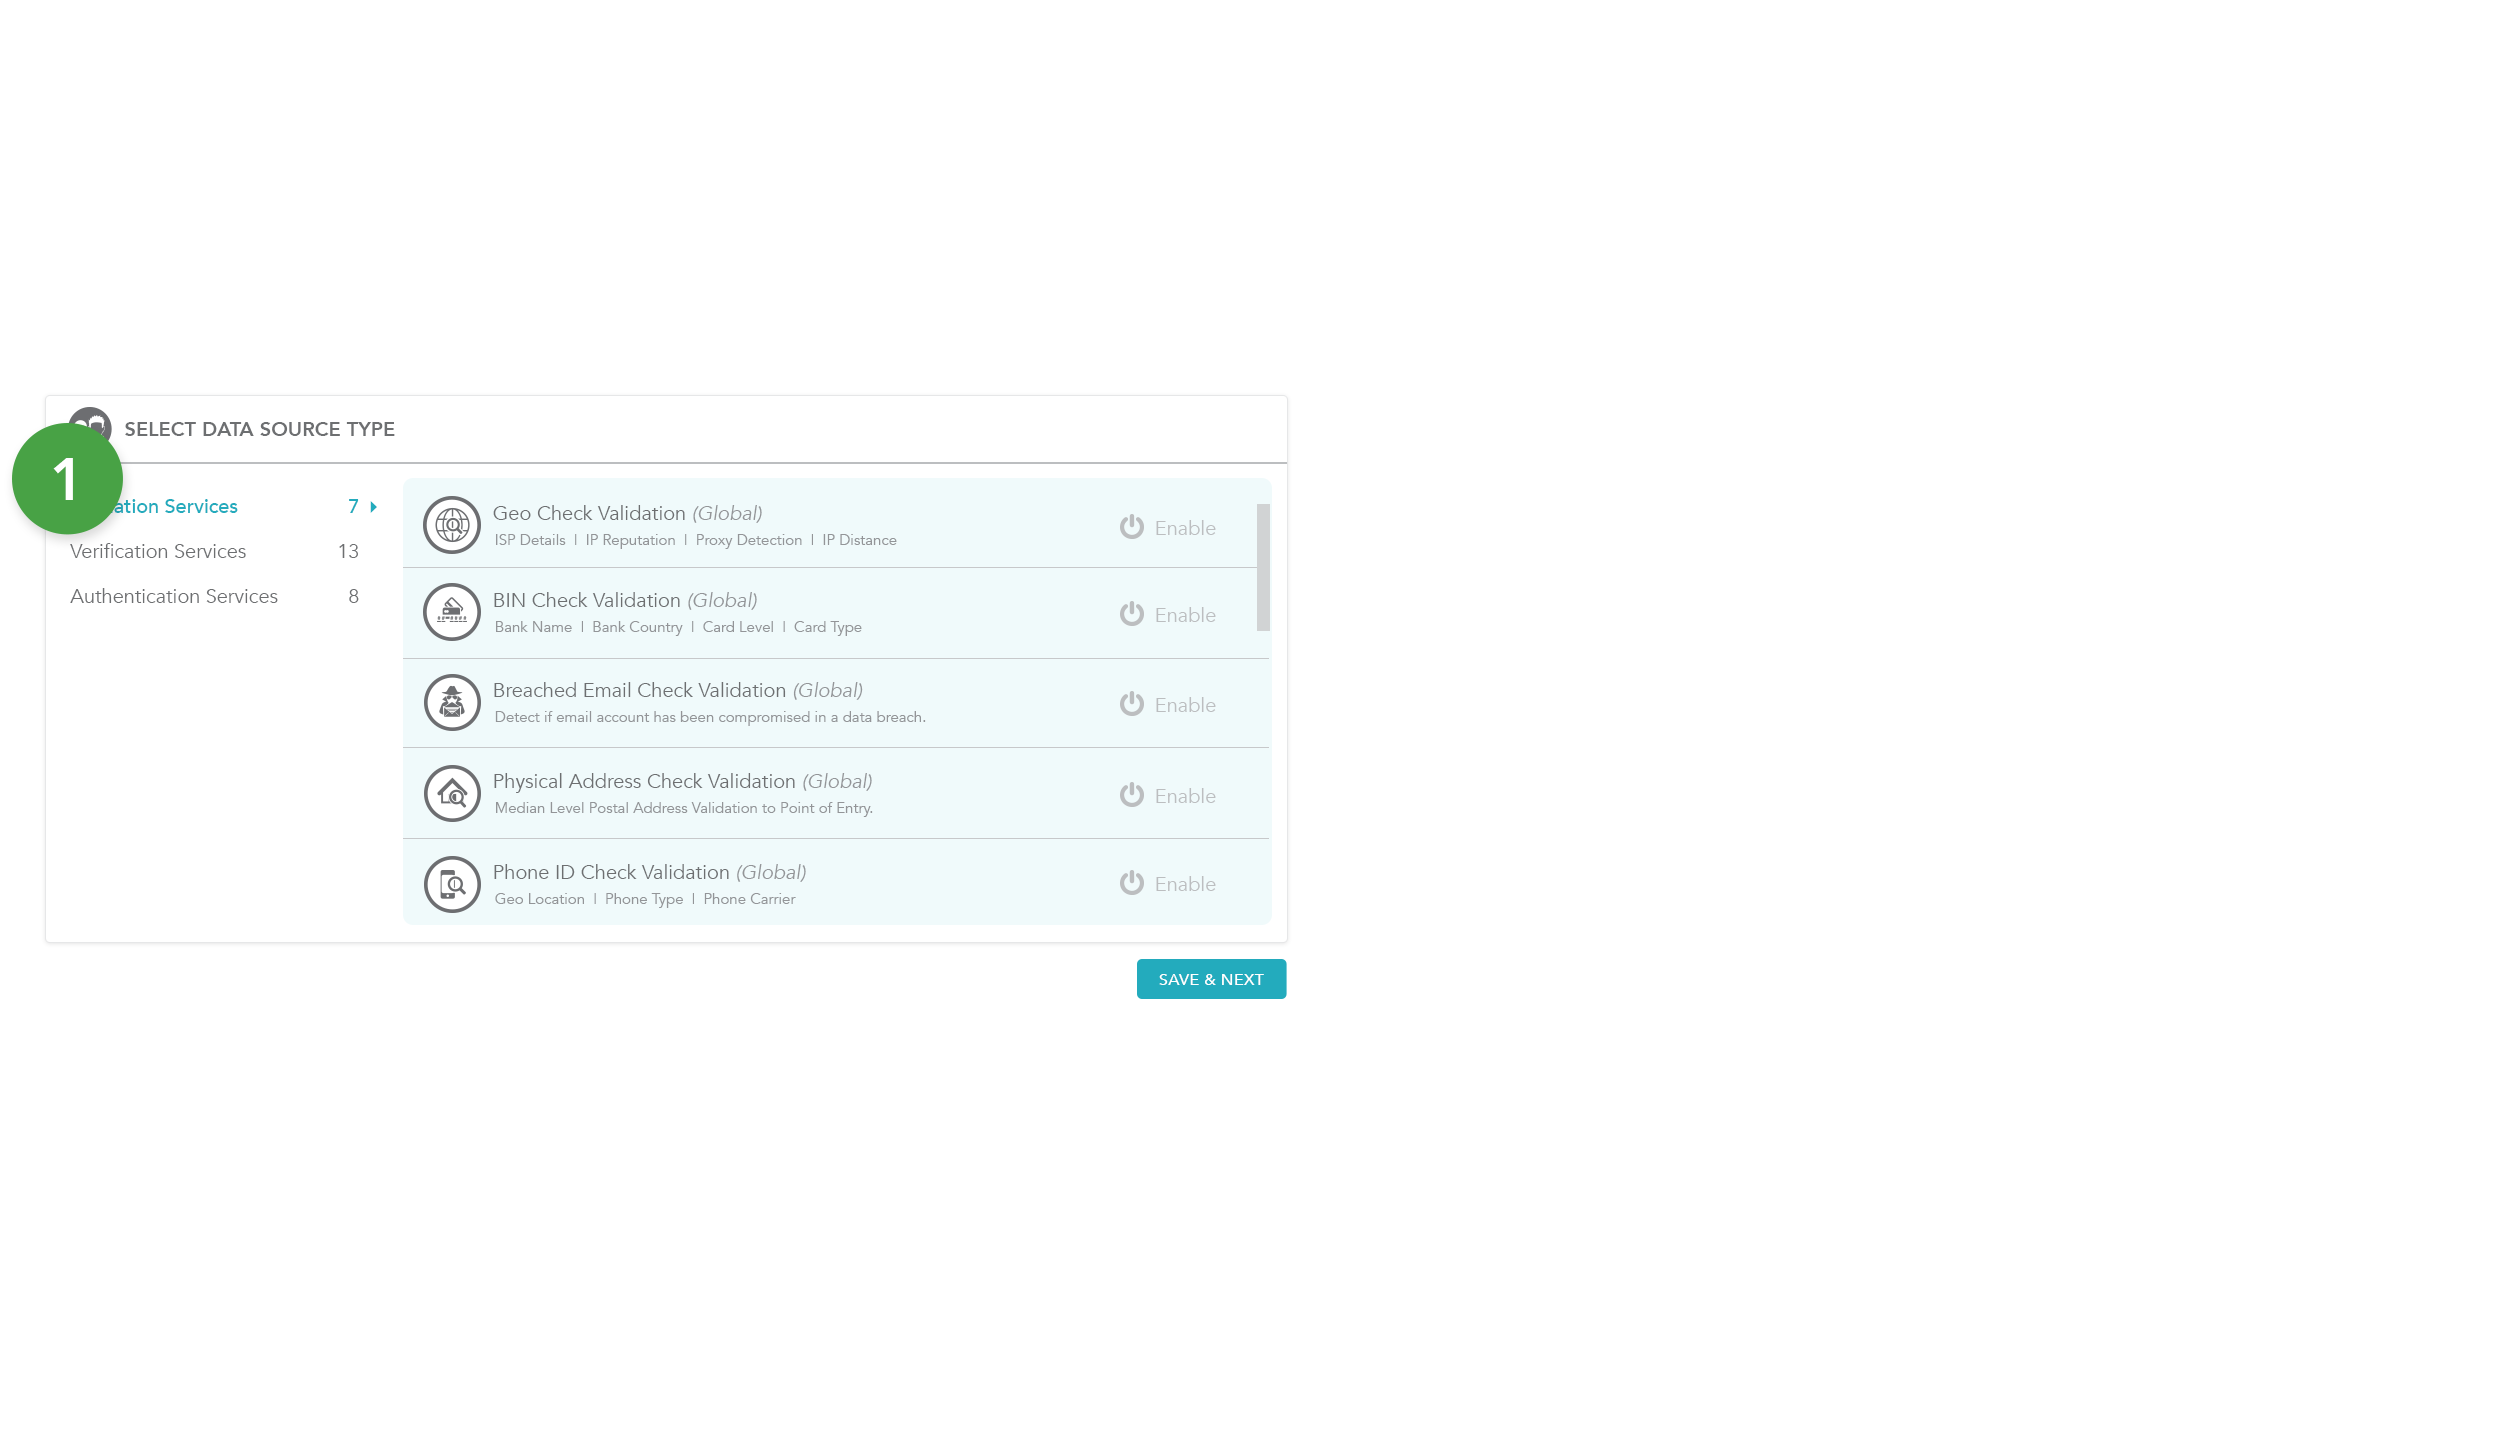 SELECT DATA SOURCE TYPE
1
Services 7
Verification Services 13
Authentication Services 8
Geo Check Validation (Global)
ISP Details | IP Reputation | Proxy Detection | IP Distance
Enable
BIN Check Validation (Global)
Bank Name | Bank Country | Card Level | Card Type
Enable
Breached Email Check Validation (Global)
Detect if email account has been compromised in a data breach.
Enable
Physical Address Check Validation (Global)
Median Level Postal Address Validation to Point of Entry.
Enable
Phone ID Check Validation (Global)
Geo Location | Phone Type | Phone Carrier
Enable
SAVE & NEXT